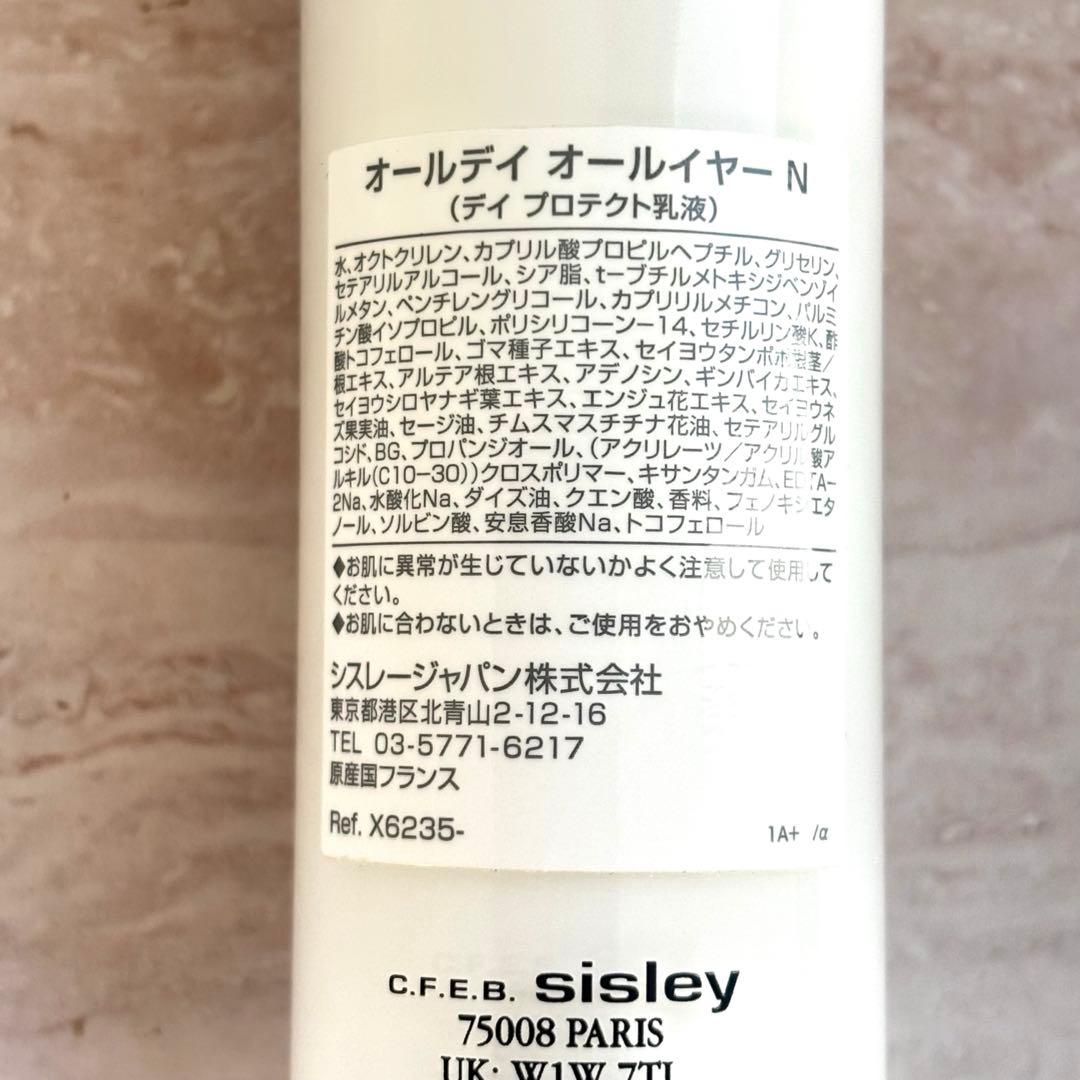 オールデイ オールイヤー N
(デイ プロテクト乳液)
水、オクトクリレン、カプリル酸プロピルヘプチル、グリセリン、
セテアリルアルコール、シア脂、t-ブチルメトキシジベンゾイ
ルメタン、ペンチレングリコール、カプリリルメチコン、パルミ
チン酸イソプロピル、ポリシリコーン-14、セチルリン酸K、酢
酸トコフェロール、ゴマ種子エキス、セイヨウタンポポ根茎/
根エキス、アルテア根エキス、アデノシン、ギンバイカエキス、
セイヨウシロヤナギ葉エキス、エンジュ花エキス、セイヨウネ
ズ果実油、セージ油、チムスマスチチナ花油、セテアリルグル
コシド、BG、プロパンジオール、(アクリレーツ/アクリル酸ア
ルキル(C10-30))クロスポリマー、キサンタンガム、EDTA-
2Na、水酸化Na、ダイズ油、クエン酸、香料、フェノキシエタ
ノール、ソルビン酸、安息香酸Na、トコフェロール
◆お肌に異常が生じていないかよく注意して使用して
ください。
◆お肌に合わないときは、ご使用をおやめください。
シスレージャパン株式会社
東京都港区北青山2-12-16
TEL 03-5771-6217
原産国フランス
Ref. X6235-
1A+ /α
C.F.E.B. sisley
75008 PARIS
UK: W1W 7TL